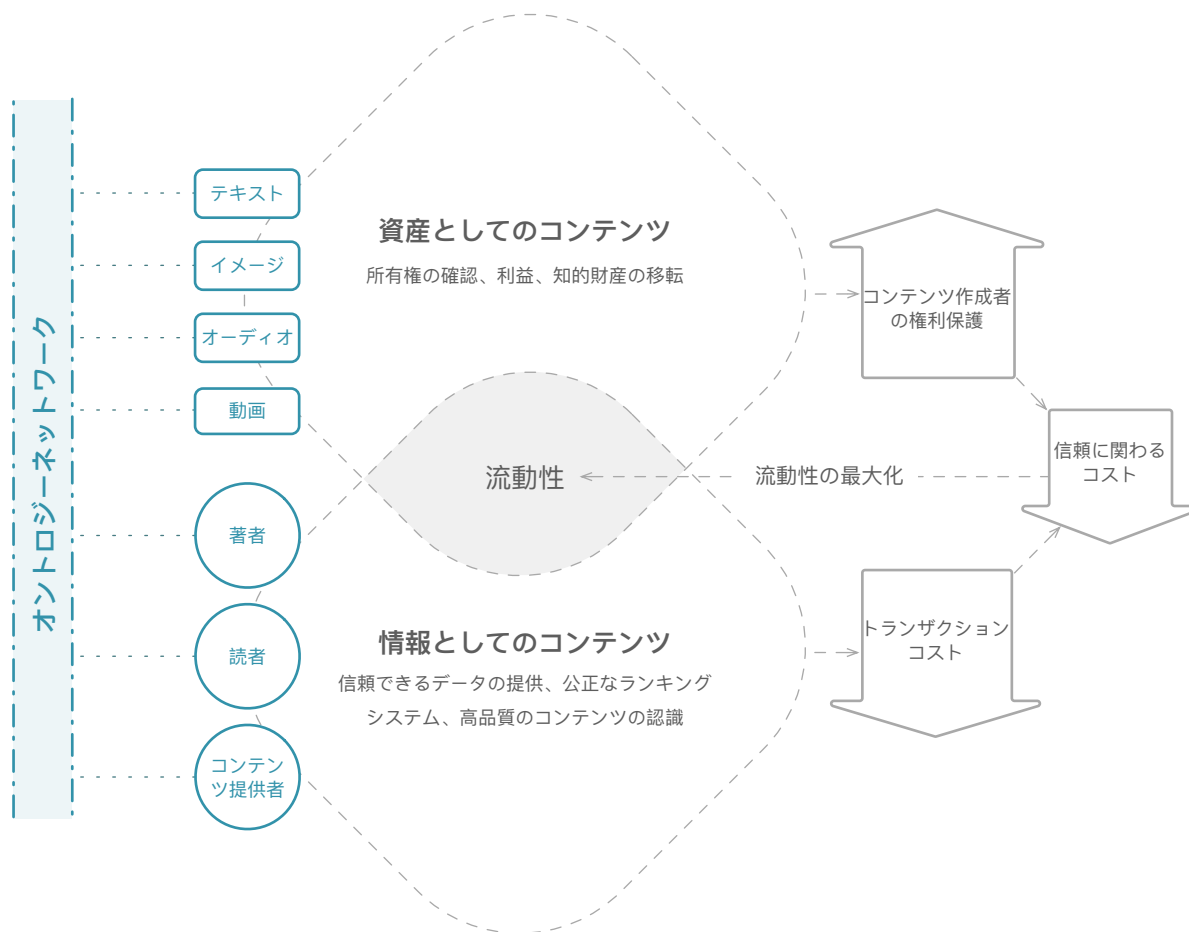 オントロジーネットワーク
テキスト
イメージ
オーディオ
動画
著者
読者
コンテン
ツ提供者
資産としてのコンテンツ
所有権の確認、利益、知的財産の移転
流動性
流動性の最大化
情報としてのコンテンツ
信頼できるデータの提供、公正なランキング
システム、高品質のコンテンツの認識
コンテンツ作成者
の権利保護
信頼に関わる
コスト
トランザクション
コスト